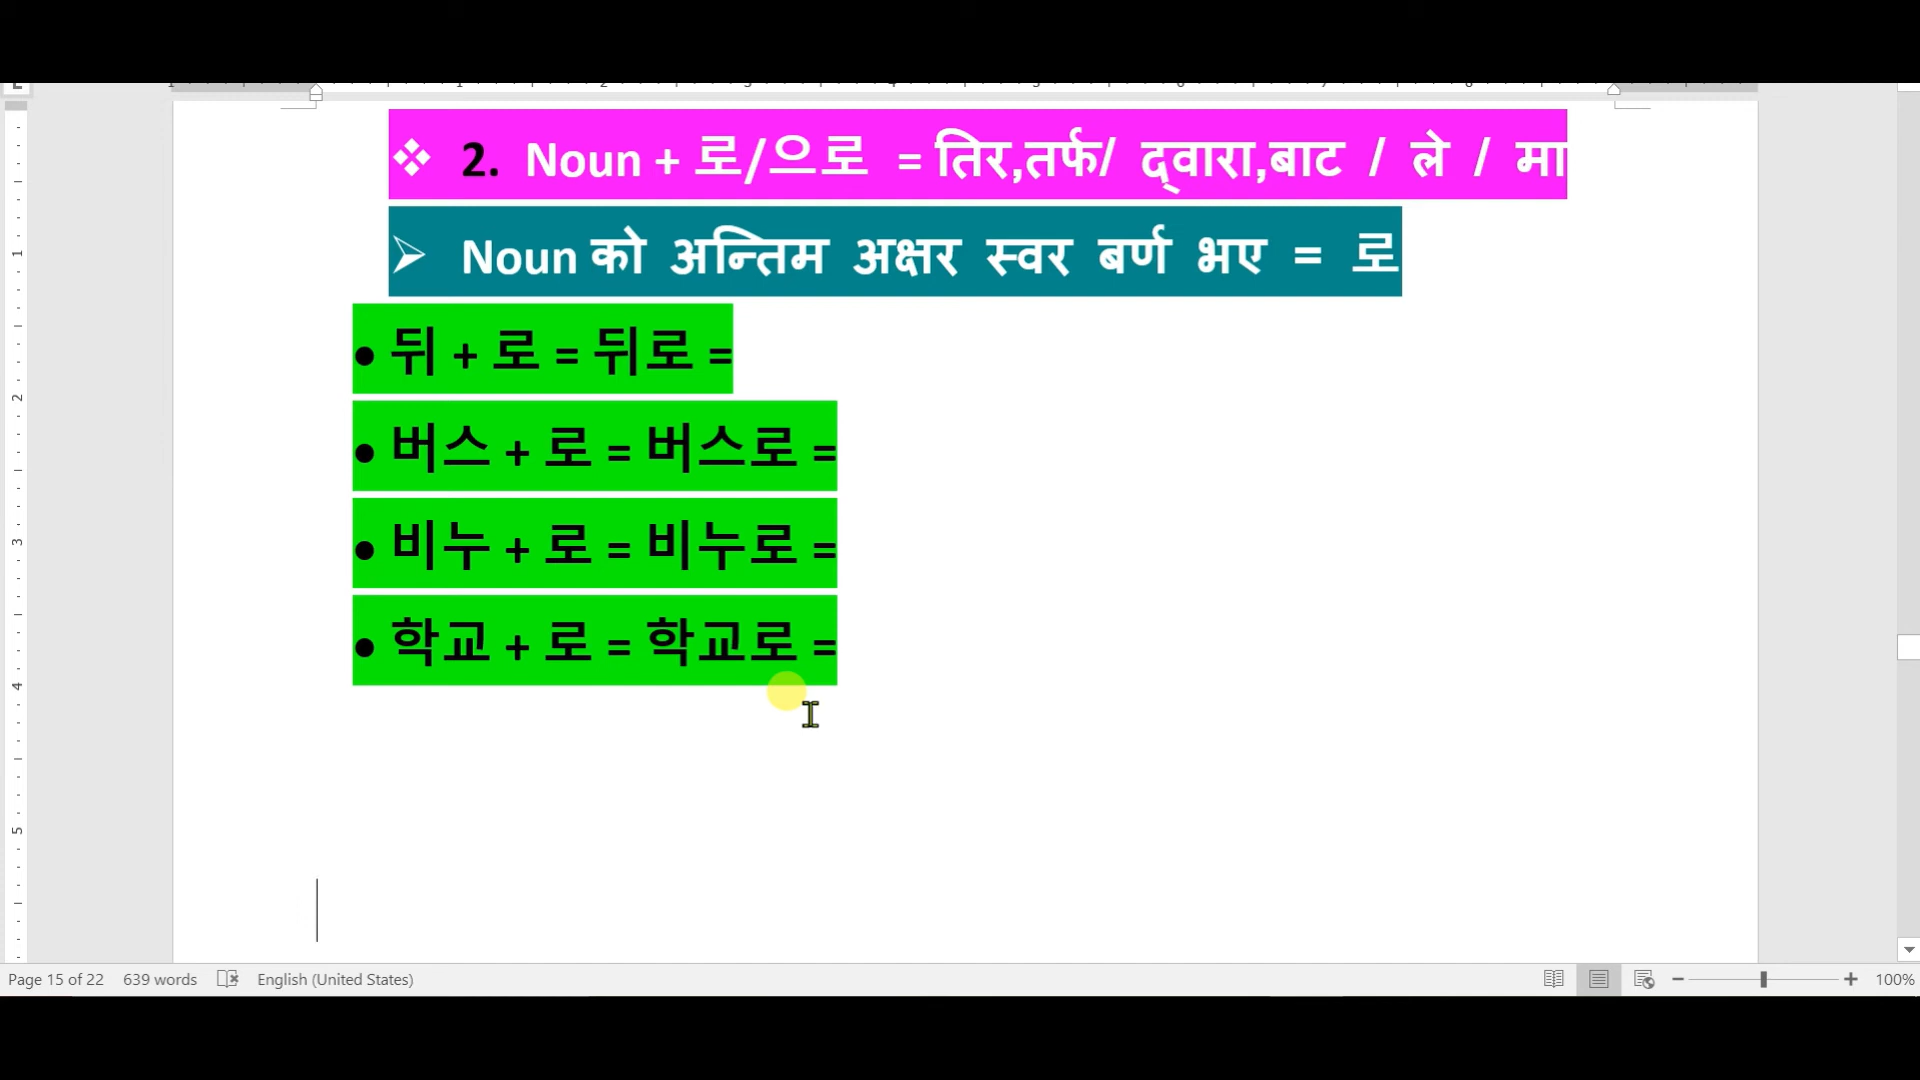 ❖ 2. Noun + 로/으로 = तिर,तर्फ/ द्वारा,बाट / ले / मा
➢ Noun को अन्तिम अक्षर स्वर बर्ण भए = 로
• 뒤 + 로 = 뒤로 =
• 버스 + 로 = 버스로 =
• 비누 + 로 = 비누로 =
• 학교 + 로 = 학교로 =
Page 15 of 22 639 words English (United States) 100%